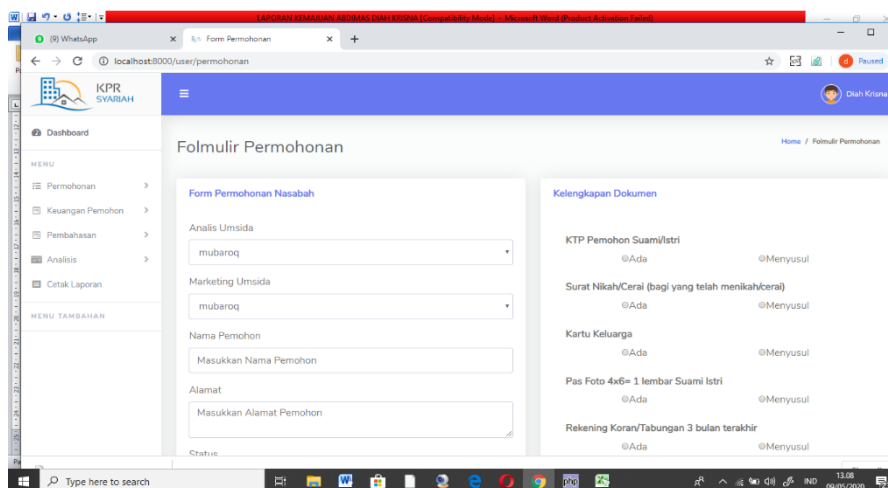 LAPORAN KEMAJUAN ABDIMAS DIAH KRISNA [Compatibility Mode] - Microsoft Word (Product Activation Failed)
(9) WhatsApp
Form Permohonan
localhost:8000/user/permohonan
d Paused
KPR
SYARIAH
Diah Krisna
Dashboard
MENU
Permohonan
Keuangan Pemohon
Pembahasan
Analisis
Cetak Laporan
MENU TAMBAHAN
Folmulir Permohonan
Home / Folmulir Permohonan
Form Permohonan Nasabah
Analis Umsida
mubaroq
Marketing Umsida
mubaroq
Nama Pemohon
Masukkan Nama Pemohon
Alamat
Masukkan Alamat Pemohon
Status
Kelengkapan Dokumen
KTP Pemohon Suami/Istri
Ada Menyusul
Surat Nikah/Cerai (bagi yang telah menikah/cerai)
Ada Menyusul
Kartu Keluarga
Ada Menyusul
Pas Foto 4x6= 1 lembar Suami Istri
Ada Menyusul
Rekening Koran/Tabungan 3 bulan terakhir
Ada Menyusul
Type here to search
php
IND
13.08
09/05/2020